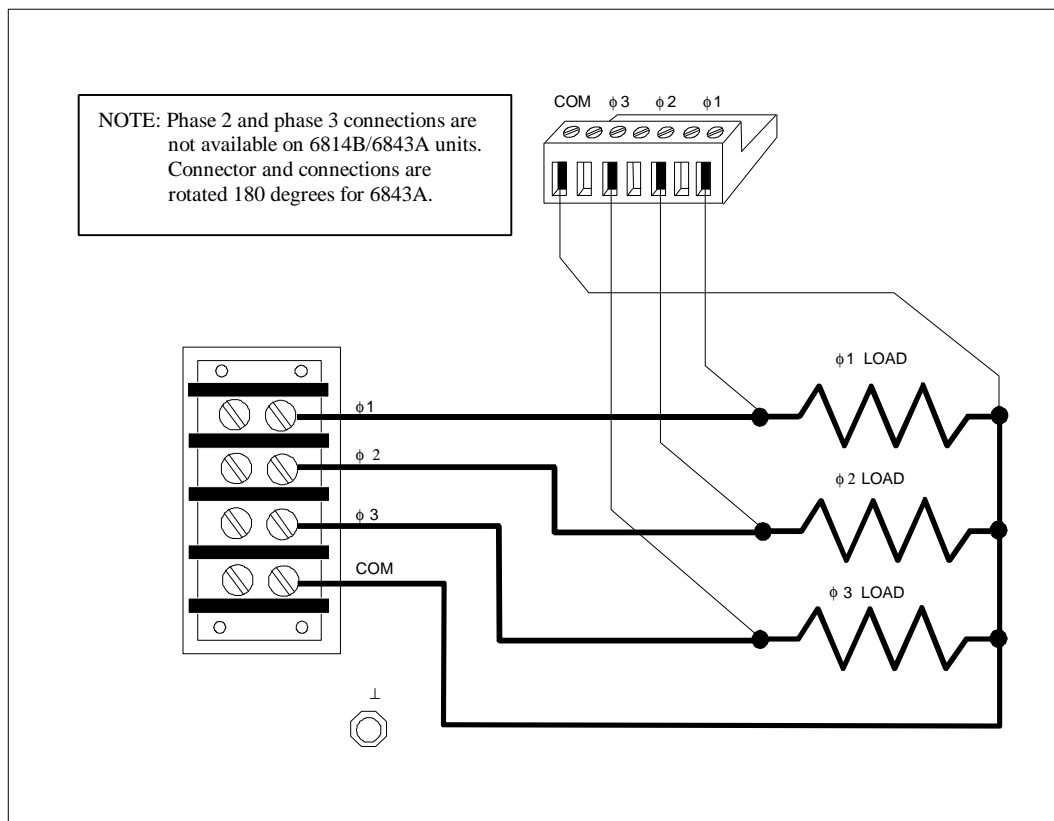 NOTE: Phase 2 and phase 3 connections are
not available on 6814B/6843A units.
Connector and connections are
rotated 180 degrees for 6843A.
COM ϕ3 ϕ2 ϕ1
ϕ1 LOAD
ϕ1
ϕ 2
ϕ2 LOAD
ϕ 3
COM
ϕ 3 LOAD
⊥